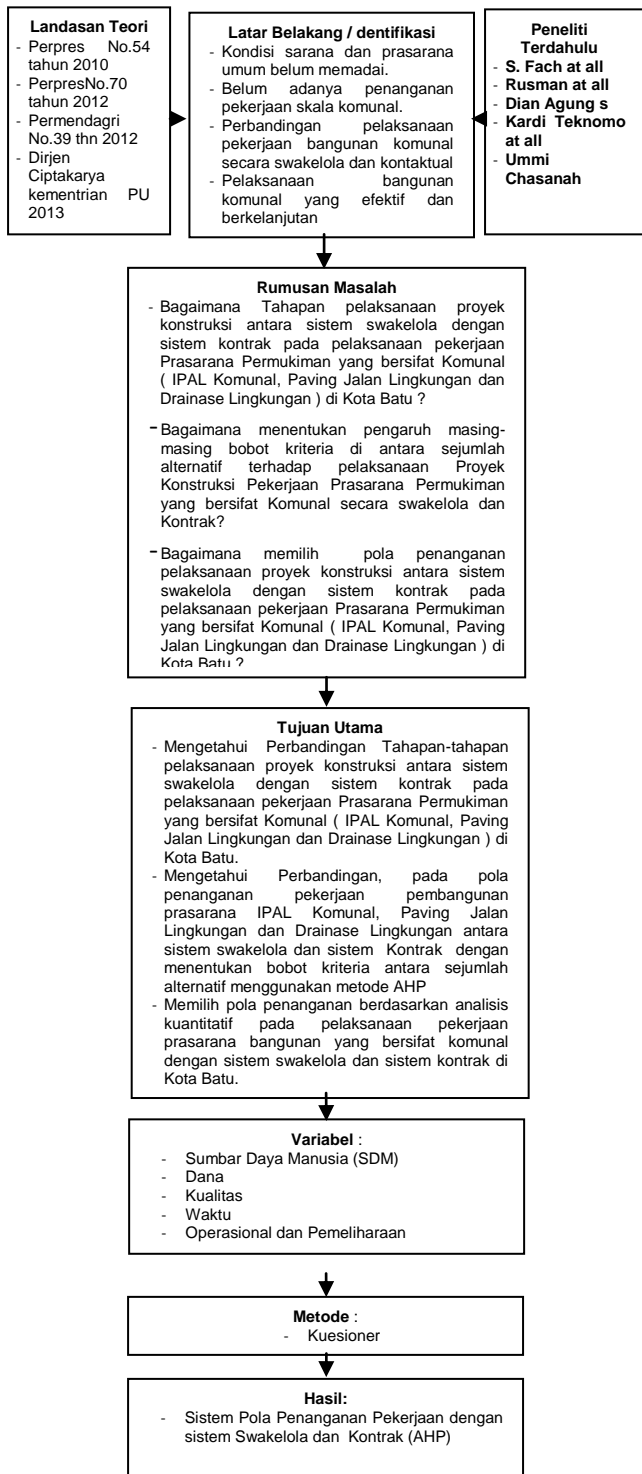 Landasan Teori
- Perpres No.54
tahun 2010
- PerpresNo.70
tahun 2012
- Permendagri
No.39 thn 2012
- Dirjen
Ciptakarya
kementrian PU
2013
Latar Belakang / dentifikasi
- Kondisi sarana dan prasarana
umum belum memadai.
- Belum adanya penanganan
pekerjaan skala komunal.
- Perbandingan pelaksanaan
pekerjaan bangunan komunal
secara swakelola dan kontaktual
- Pelaksanaan bangunan
komunal yang efektif dan
berkelanjutan
Peneliti
Terdahulu
- S. Fach at all
- Rusman at all
- Dian Agung s
- Kardi Teknomo
at all
- Ummi
Chasanah
Rumusan Masalah
- Bagaimana Tahapan pelaksanaan proyek
konstruksi antara sistem swakelola dengan
sistem kontrak pada pelaksanaan pekerjaan
Prasarana Permukiman yang bersifat Komunal
( IPAL Komunal, Paving Jalan Lingkungan dan
Drainase Lingkungan ) di Kota Batu ?
- Bagaimana menentukan pengaruh masing-
masing bobot kriteria di antara sejumlah
alternatif terhadap pelaksanaan Proyek
Konstruksi Pekerjaan Prasarana Permukiman
yang bersifat Komunal secara swakelola dan
Kontrak?
- Bagaimana memilih pola penanganan
pelaksanaan proyek konstruksi antara sistem
swakelola dengan sistem kontrak pada
pelaksanaan pekerjaan Prasarana Permukiman
yang bersifat Komunal ( IPAL Komunal, Paving
Jalan Lingkungan dan Drainase Lingkungan ) di
Kota Batu ?
Tujuan Utama
- Mengetahui Perbandingan Tahapan-tahapan
pelaksanaan proyek konstruksi antara sistem
swakelola dengan sistem kontrak pada
pelaksanaan pekerjaan Prasarana Permukiman
yang bersifat Komunal ( IPAL Komunal, Paving
Jalan Lingkungan dan Drainase Lingkungan ) di
Kota Batu.
- Mengetahui Perbandingan, pada pola
penanganan pekerjaan pembangunan
prasarana IPAL Komunal, Paving Jalan
Lingkungan dan Drainase Lingkungan antara
sistem swakelola dan sistem Kontrak dengan
menentukan bobot kriteria antara sejumlah
alternatif menggunakan metode AHP
- Memilih pola penanganan berdasarkan analisis
kuantitatif pada pelaksanaan pekerjaan
prasarana bangunan yang bersifat komunal
dengan sistem swakelola dan sistem kontrak di
Kota Batu.
Variabel :
- Sumbar Daya Manusia (SDM)
- Dana
- Kualitas
- Waktu
- Operasional dan Pemeliharaan
Metode :
- Kuesioner
Hasil:
- Sistem Pola Penanganan Pekerjaan dengan
sistem Swakelola dan Kontrak (AHP)